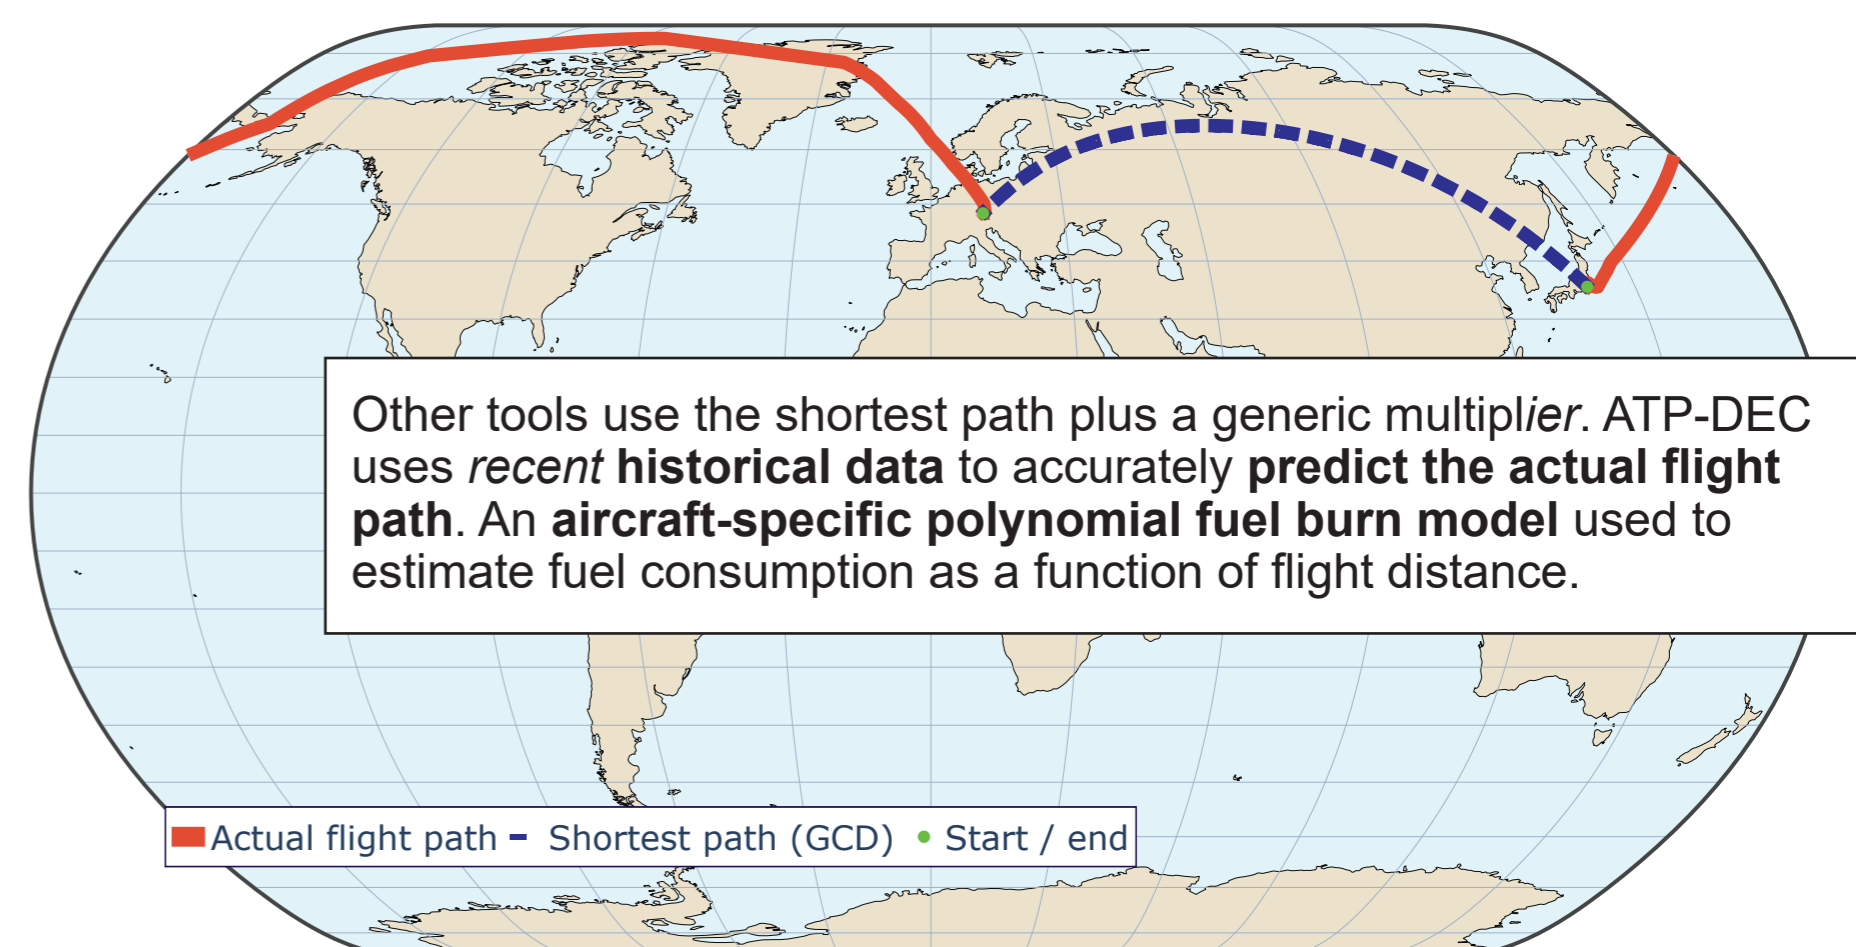 Other tools use the shortest path plus a generic multiplier. ATP-DEC
uses recent historical data to accurately predict the actual flight
path. An aircraft-specific polynomial fuel burn model used to
estimate fuel consumption as a function of flight distance.
Actual flight path Shortest path (GCD) Start / end